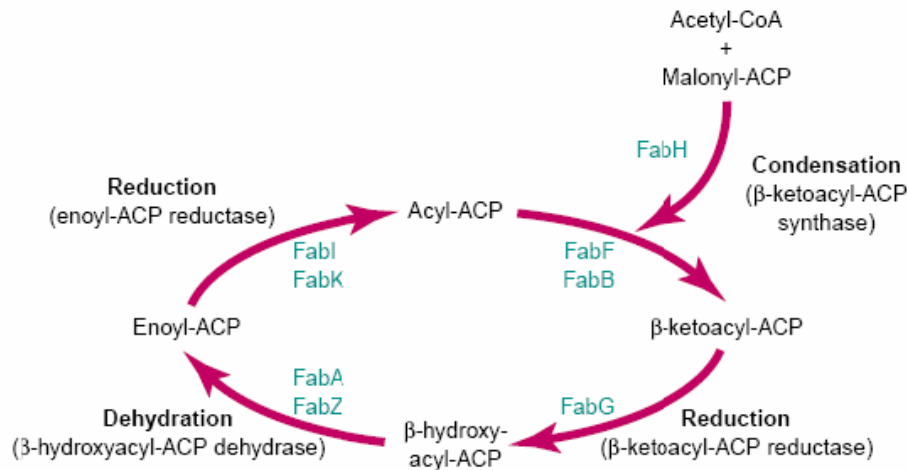 Acetyl-CoA
+
Malonyl-ACP
FabH
Condensation
(β-ketoacyl-ACP
synthase)
Reduction
(enoyl-ACP reductase)
Acyl-ACP
FabI
FabK
FabF
FabB
Enoyl-ACP
β-ketoacyl-ACP
FabA
FabZ
Dehydration
(β-hydroxyacyl-ACP dehydrase)
β-hydroxy-
acyl-ACP
FabG
Reduction
(β-ketoacyl-ACP reductase)